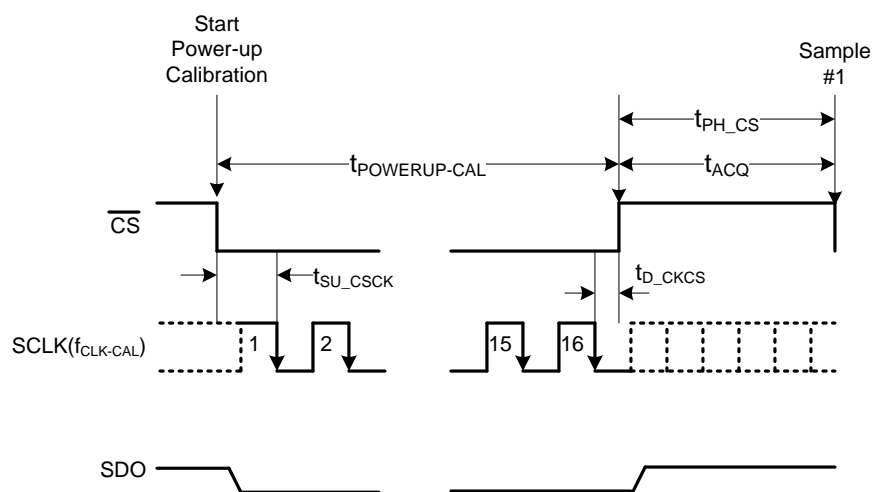 Start
Power-up
Calibration
Sample
#1
tPH_CS
tPOWERUP-CAL
tACQ
CS
tSU_CSCK
tD_CKCS
SCLK(fCLK-CAL)
1
2
15
16
SDO